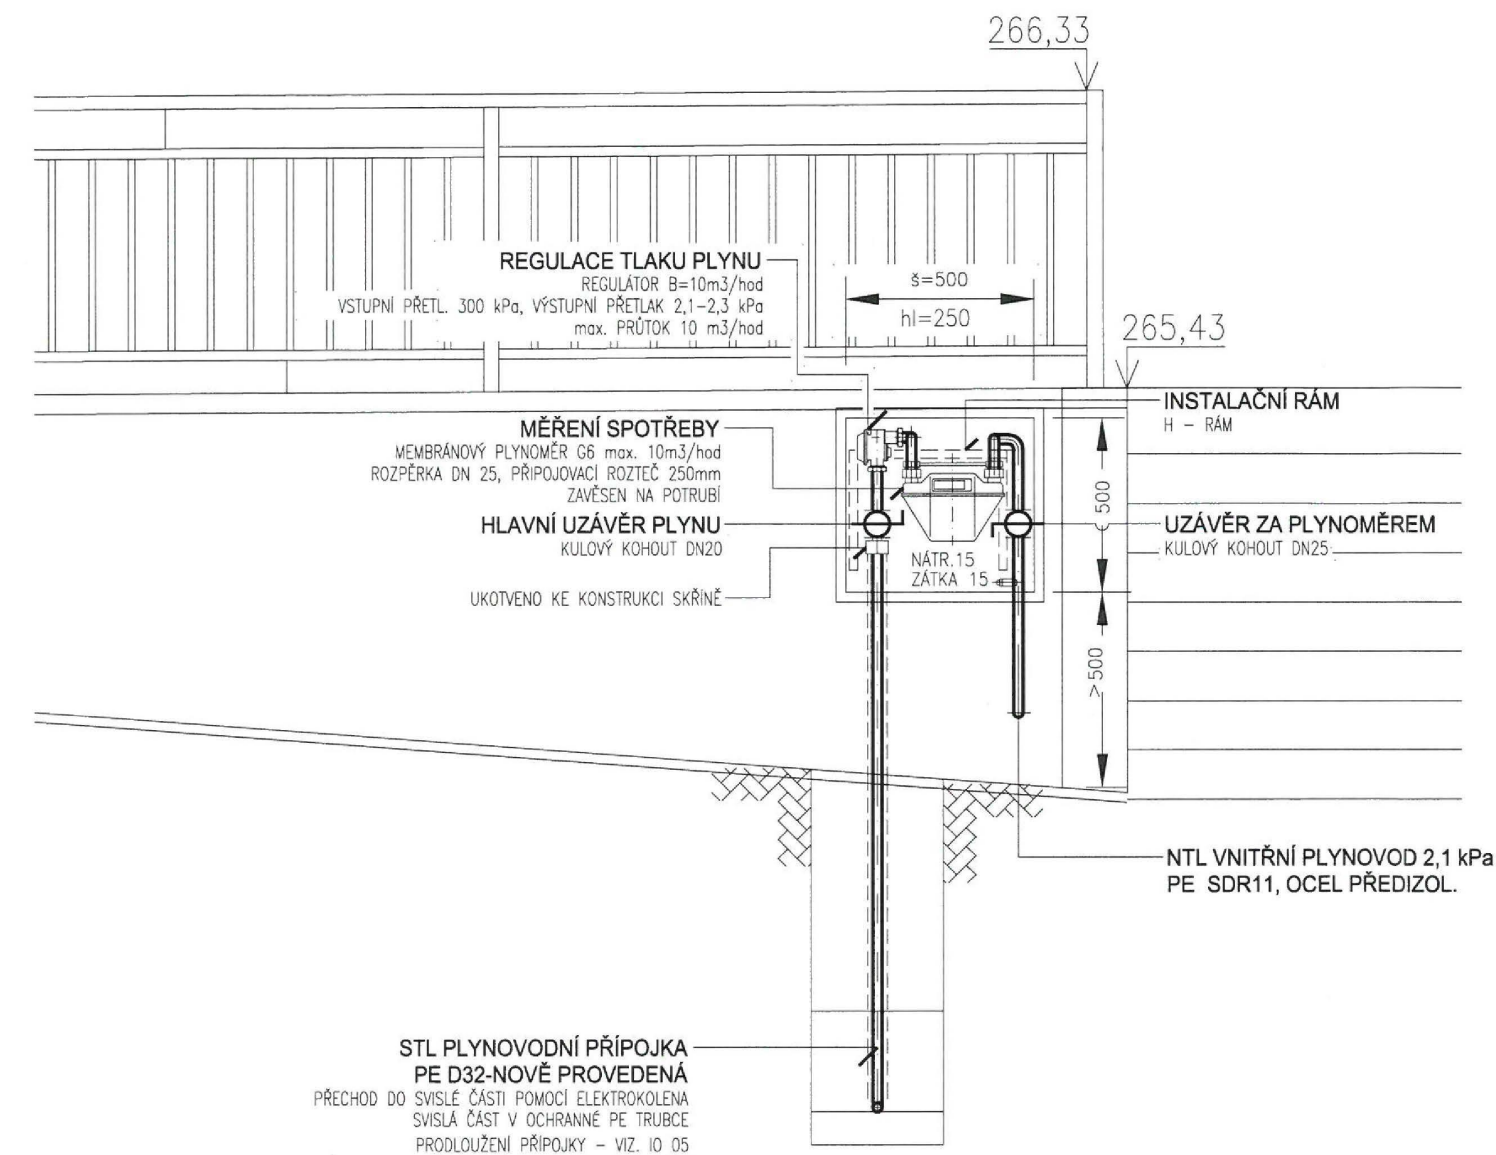 266,33
REGULACE TLAKU PLYNU
REGULÁTOR B=10m3/hod
VSTUPNÍ PŘETL. 300 kPa, VÝSTUPNÍ PŘETLAK 2,1-2,3 kPa
max. PRŮTOK 10 m3/hod
š=500
hl=250
265,43
INSTALAČNÍ RÁM
H - RÁM
MĚŘENÍ SPOTŘEBY
MEMBRÁNOVÝ PLYNOMĚR G6 max. 10m3/hod
ROZPĚRKA DN 25, PŘIPOJOVACÍ ROZTEČ 250mm
ZAVĚSEN NA POTRUBÍ
500
HLAVNÍ UZÁVĚR PLYNU
KULOVÝ KOHOUT DN20
UZÁVĚR ZA PLYNOMĚREM
KULOVÝ KOHOUT DN25
NÁTR.15
ZÁTKA 15
UKOTVENO KE KONSTRUKCI SKŘÍNĚ
>500
NTL VNITŘNÍ PLYNOVOD 2,1 kPa
PE SDR11, OCEL PŘEDIZOL.
STL PLYNOVODNÍ PŘÍPOJKA
PE D32-NOVĚ PROVEDENÁ
PŘECHOD DO SVISLÉ ČÁSTI POMOCÍ ELEKTROKOLENA
SVISLÁ ČÁST V OCHRANNÉ PE TRUBCE
PRODLOUŽENÍ PŘÍPOJKY - VIZ. IO 05